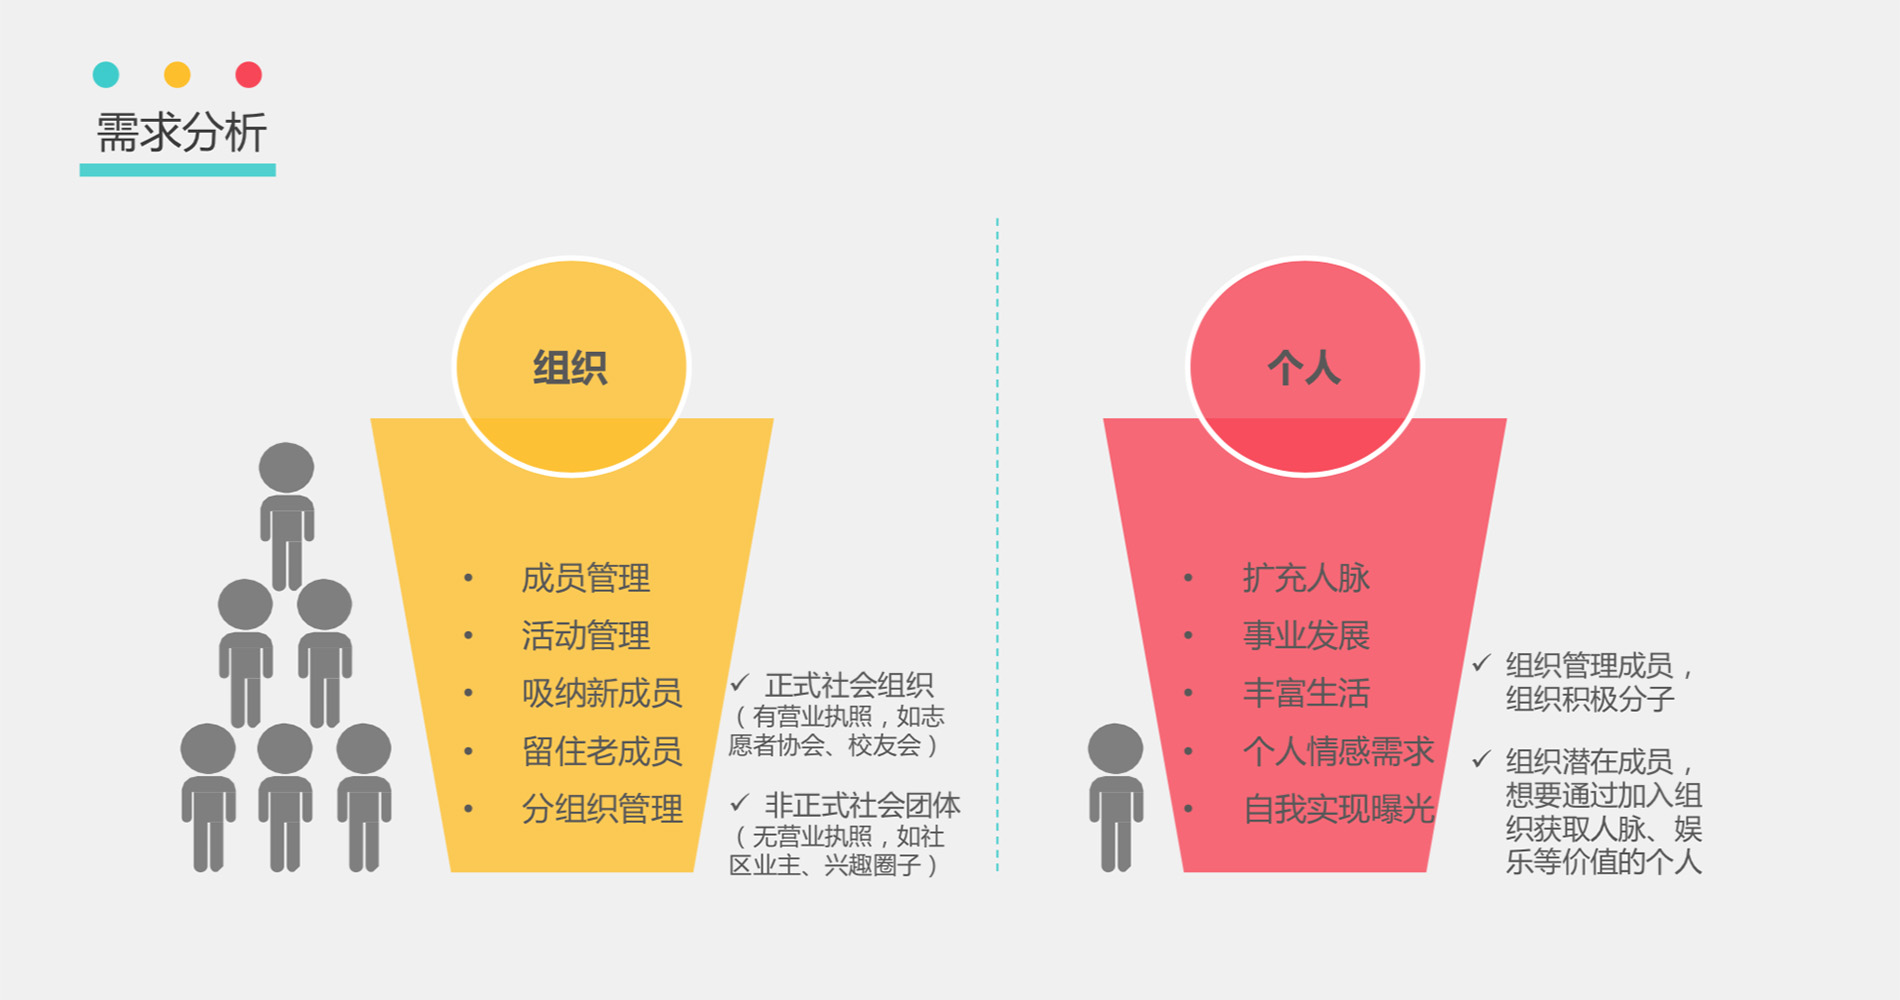 需求分析
组织
• 成员管理
• 活动管理
• 吸纳新成员
• 留住老成员
• 分组织管理
✓ 正式社会组织
（有营业执照，如志
愿者协会、校友会）
✓ 非正式社会团体
（无营业执照，如社
区业主、兴趣圈子）
个人
• 扩充人脉
• 事业发展
• 丰富生活
• 个人情感需求
• 自我实现曝光
✓ 组织管理成员，
组织积极分子
✓ 组织潜在成员，
想要通过加入组
织获取人脉、娱
乐等价值的个人